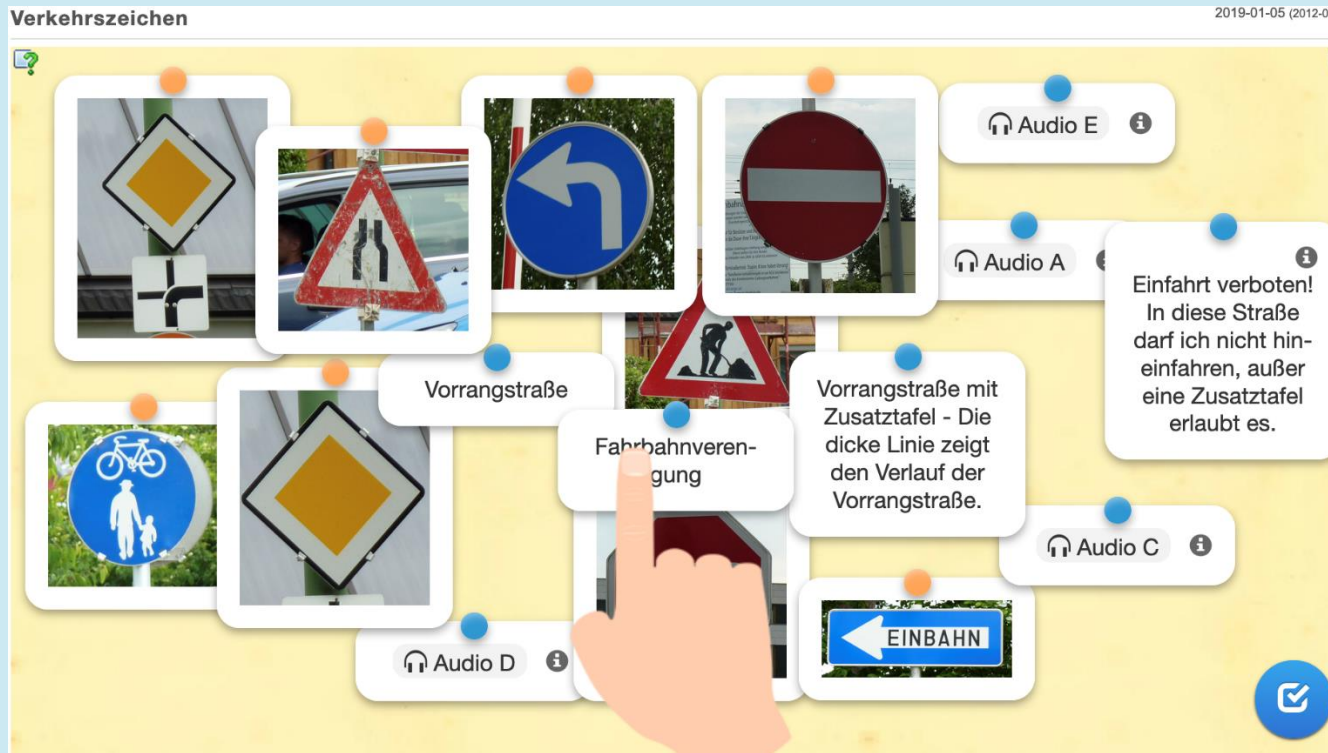 Verkehrszeichen
2019-01-05 (2012-0
Audio E
Audio A
Einfahrt verboten!
In diese Straße
darf ich nicht hin-
einfahren, außer
eine Zusatztafel
erlaubt es.
Vorrangstraße
Vorrangstraße mit
Zusatztafel - Die
dicke Linie zeigt
den Verlauf der
Vorrangstraße.
Fahrbahnveren-
gung
Audio C
EINBAHN
Audio D